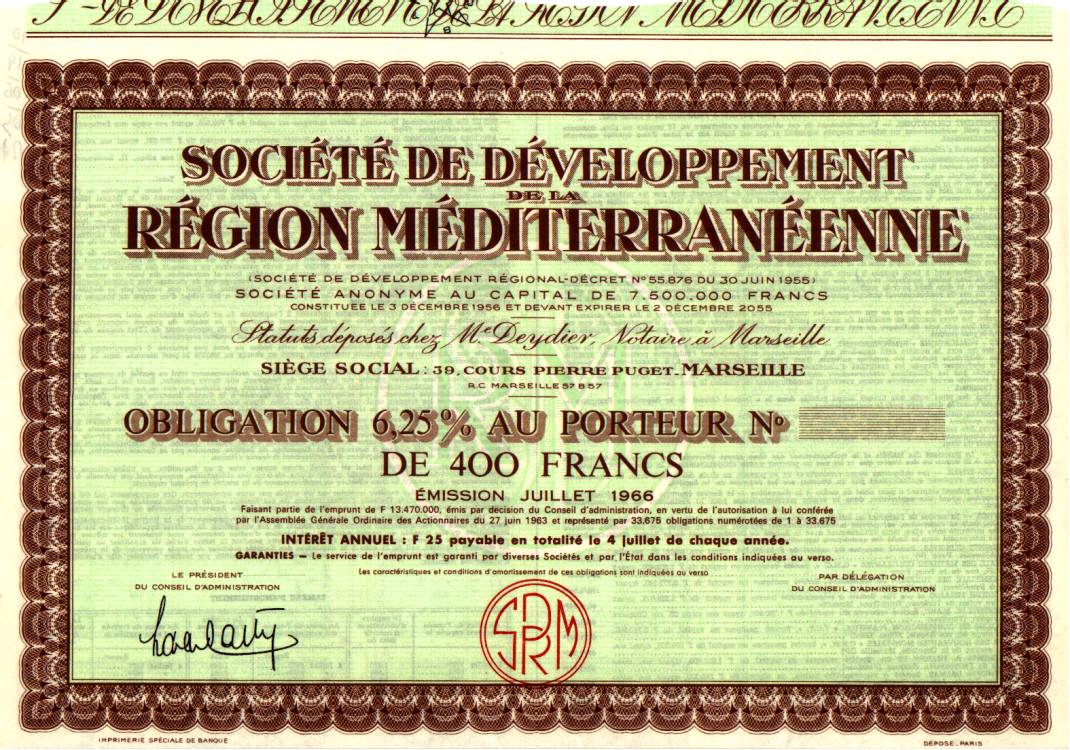 SOCIÉTÉ DE DÉVELOPPEMENT
DE LA
RÉGION MÉDITERRANÉENNE
(SOCIÉTÉ DE DÉVELOPPEMENT RÉGIONAL-DÉCRET N° 55.876 DU 30 JUIN 1955)
SOCIÉTÉ ANONYME AU CAPITAL DE 7.500.000 FRANCS
CONSTITUÉE LE 3 DÉCEMBRE 1956 ET DEVANT EXPIRER LE 2 DÉCEMBRE 2055
Statuts déposés chez Me Deydier, Notaire à Marseille
SIÈGE SOCIAL : 39, COURS PIERRE PUGET. MARSEILLE
R.C MARSEILLE 57 B 57
OBLIGATION 6,25% AU PORTEUR N°
DE 400 FRANCS
ÉMISSION JUILLET 1966
Faisant partie de l'emprunt de F 13.470.000, émis par décision du Conseil d'administration, en vertu de l'autorisation à lui conférée
par l'Assemblée Générale Ordinaire des Actionnaires du 27 juin 1963 et représenté par 33.675 obligations numérotées de 1 à 33.675
INTÉRÊT ANNUEL : F 25 payable en totalité le 4 juillet de chaque année.
GARANTIES — Le service de l'emprunt est garanti par diverses Sociétés et par l'État dans les conditions indiquées au verso.
Les caractéristiques et conditions d'amortissement de ces obligations sont indiquées au verso
LE PRÉSIDENT
DU CONSEIL D'ADMINISTRATION
PAR DÉLÉGATION
DU CONSEIL D'ADMINISTRATION
SDRM
IMPRIMERIE SPÉCIALE DE BANQUE
DÉPOSÉ. PARIS